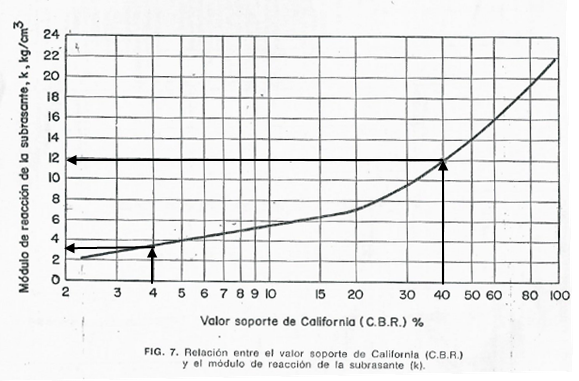 Módulo de reacción de la subrasante, k, kg/cm³
24
22
20
18
16
14
12
10
8
6
4
2
0
2 3 4 5 6 7 8 9 10 15 20 30 40 50 60 80 100
Valor soporte de California (C.B.R.) %
FIG. 7. Relación entre el valor soporte de California (C.B.R.)
y el módulo de reacción de la subrasante (k).